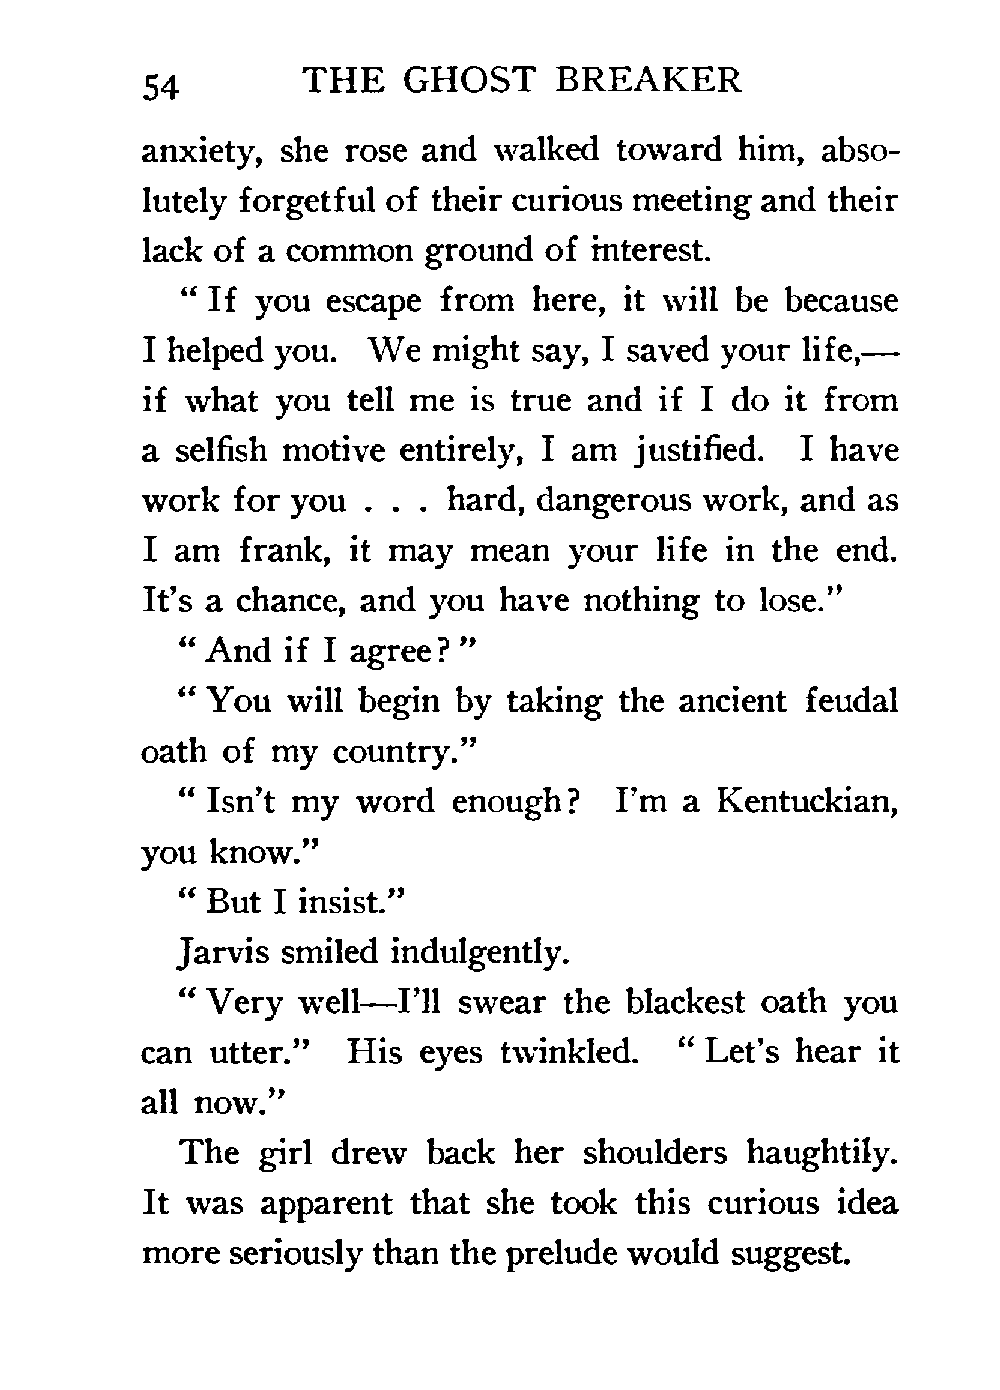 54 THE GHOST BREAKER
anxiety, she rose and walked toward him, abso-
lutely forgetful of their curious meeting and their
lack of a common ground of interest.
“ If you escape from here, it will be because
I helped you. We might say, I saved your life,—
if what you tell me is true and if I do it from
a selfish motive entirely, I am justified. I have
work for you . . . hard, dangerous work, and as
I am frank, it may mean your life in the end.
It’s a chance, and you have nothing to lose.”
“ And if I agree? ”
“ You will begin by taking the ancient feudal
oath of my country.”
“ Isn’t my word enough? I’m a Kentuckian,
you know.”
“ But I insist.”
Jarvis smiled indulgently.
“ Very well—I’ll swear the blackest oath you
can utter.” His eyes twinkled. “ Let’s hear it
all now.”
The girl drew back her shoulders haughtily.
It was apparent that she took this curious idea
more seriously than the prelude would suggest.